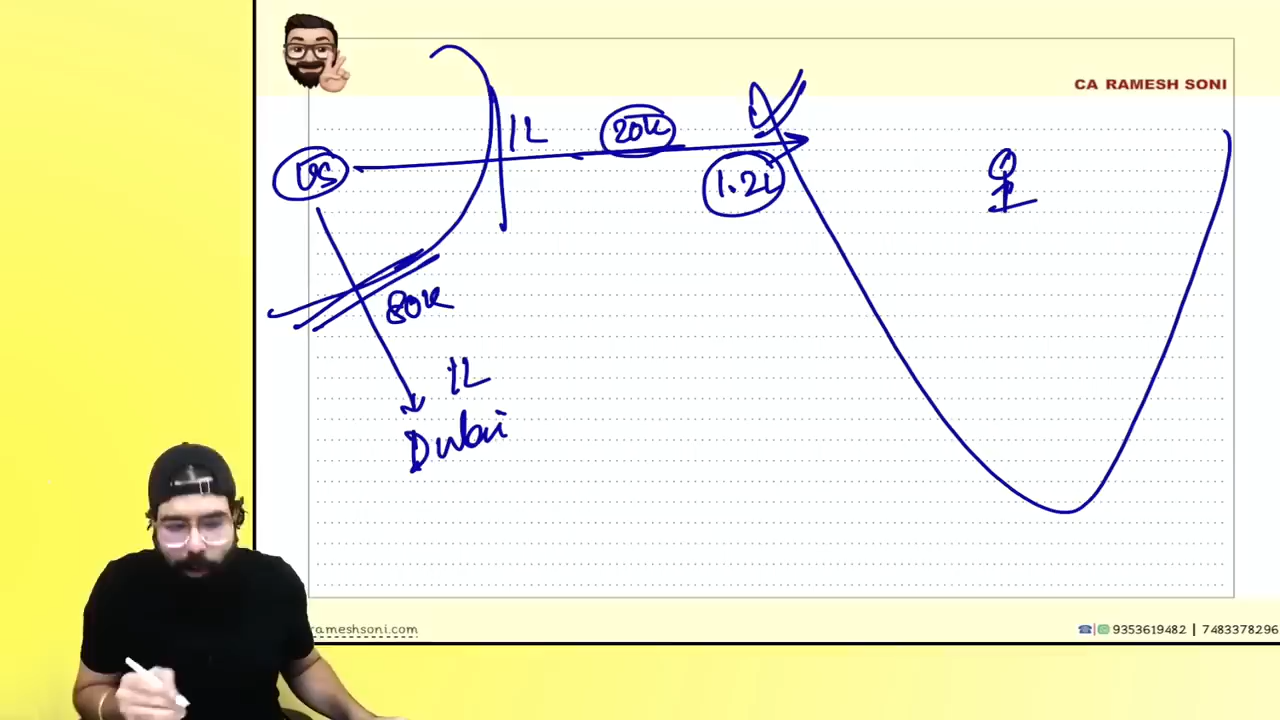 CA RAMESH SONI
1L
20K
US
1.2L
80K
1L
Dubai
rameshsoni.com
9353619482 | 7483378296